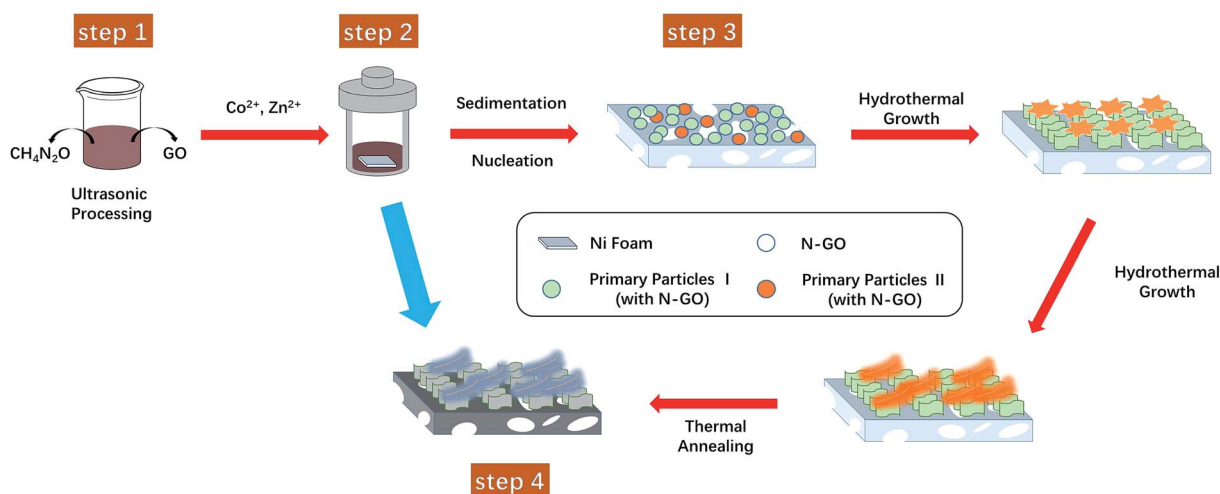 step 1
step 2
step 3
Co²⁺, Zn²⁺
Sedimentation
Nucleation
Hydrothermal
Growth
CH₄N₂O
GO
Ultrasonic
Processing
Ni Foam
N-GO
Primary Particles Ⅰ
(with N-GO)
Primary Particles Ⅱ
(with N-GO)
Hydrothermal
Growth
Thermal
Annealing
step 4